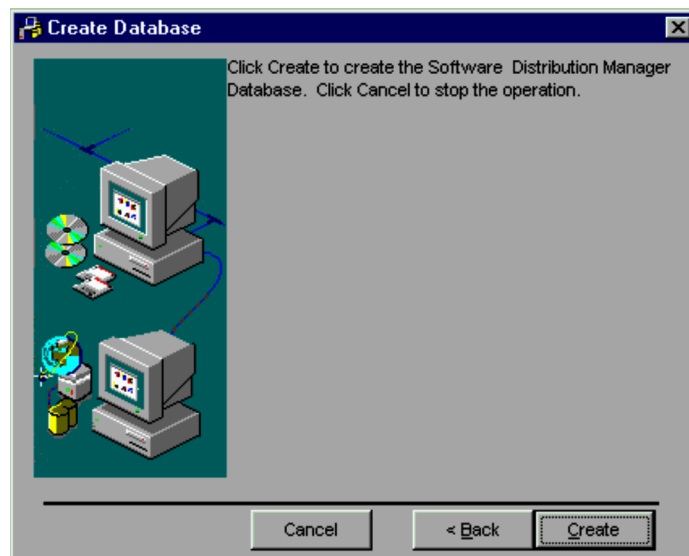 Create Database
Click Create to create the Software Distribution Manager
Database. Click Cancel to stop the operation.
Cancel
< Back
Create